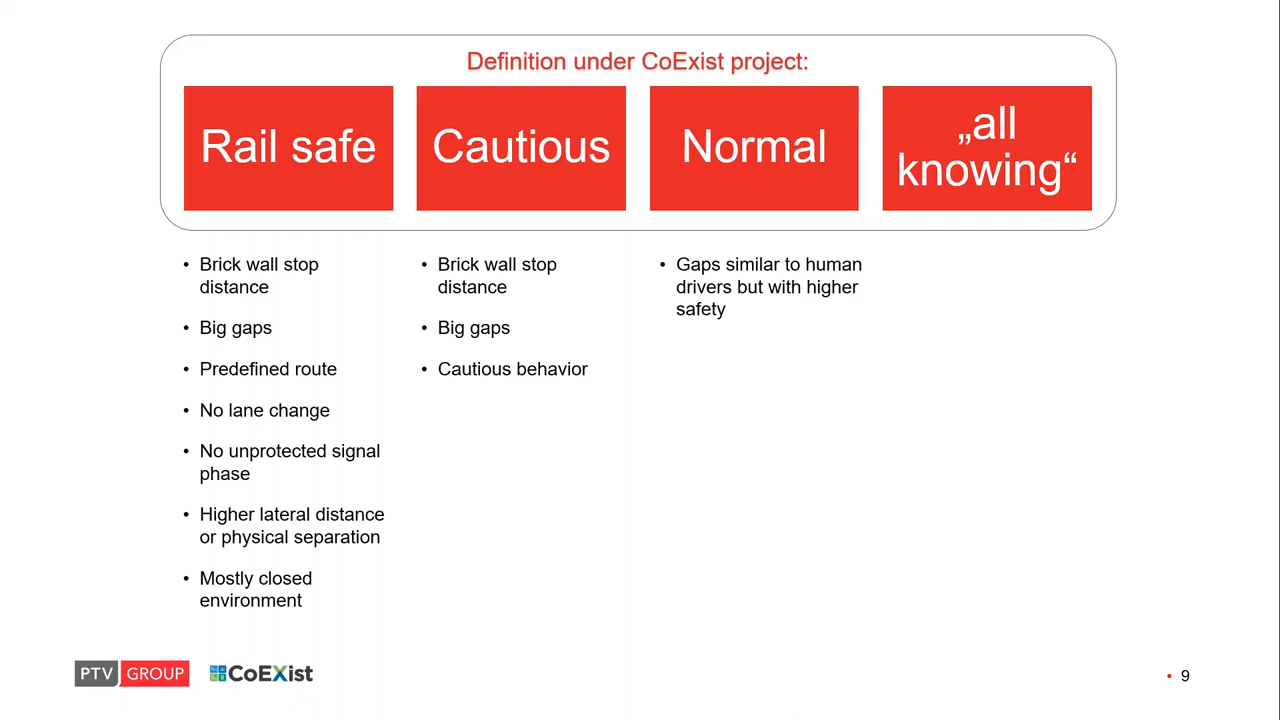 Definition under CoExist project:
Rail safe
Cautious
Normal
„all
knowing“
• Brick wall stop
distance
• Big gaps
• Predefined route
• No lane change
• No unprotected signal
phase
• Higher lateral distance
or physical separation
• Mostly closed
environment
• Brick wall stop
distance
• Big gaps
• Cautious behavior
• Gaps similar to human
drivers but with higher
safety
PTV GROUP
CoEXist
• 9